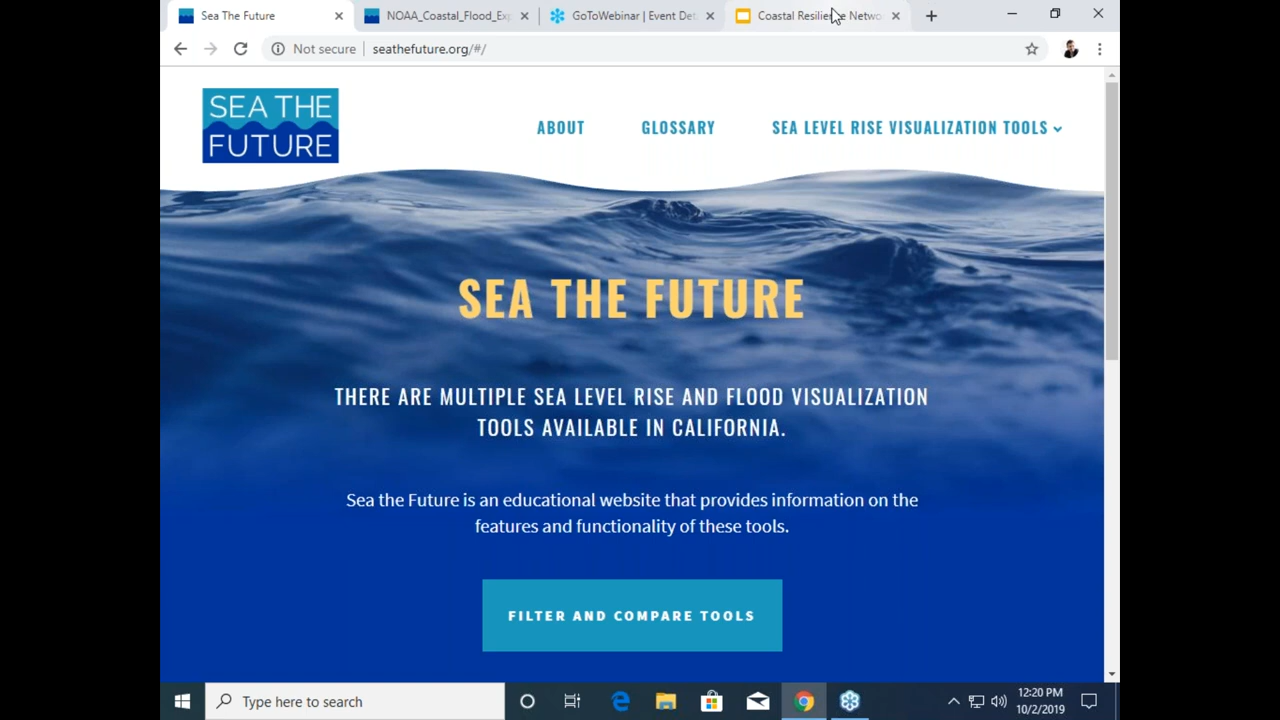 Sea The Future
NOAA_Coastal_Flood_Exp
GoToWebinar | Event Det
Coastal Resilience Netwo
Not secure
seathefuture.org/#/
SEA THE
FUTURE
ABOUT
GLOSSARY
SEA LEVEL RISE VISUALIZATION TOOLS
SEA THE FUTURE
THERE ARE MULTIPLE SEA LEVEL RISE AND FLOOD VISUALIZATION
TOOLS AVAILABLE IN CALIFORNIA.
Sea the Future is an educational website that provides information on the
features and functionality of these tools.
FILTER AND COMPARE TOOLS
Type here to search
12:20 PM
10/2/2019